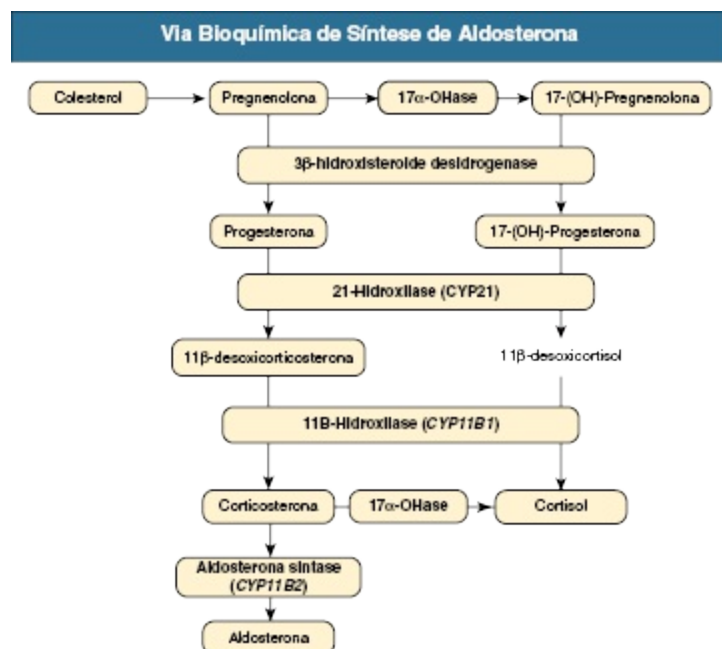 Via Bioquímica de Síntese de Aldosterona
Colesterol
Pregnenolona
17α-OHase
17-(OH)-Pregnenolona
3β-hidroxisteroide desidrogenase
Progesterona
17-(OH)-Progesterona
21-Hidroxilase (CYP21)
11β-desoxicorticosterona
11β-desoxicortisol
11B-Hidroxilase (CYP11B1)
Corticosterona
17α-OHase
Cortisol
Aldosterona sintase
(CYP11B2)
Aldosterona